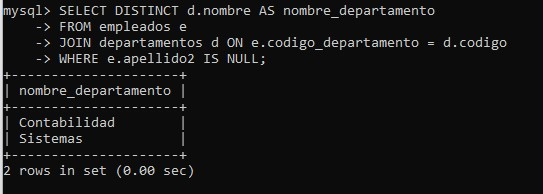 mysql> SELECT DISTINCT d.nombre AS nombre_departamento
    -> FROM empleados e
    -> JOIN departamentos d ON e.codigo_departamento = d.codigo
    -> WHERE e.apellido2 IS NULL;
+---------------------+
| nombre_departamento |
+---------------------+
| Contabilidad        |
| Sistemas            |
+---------------------+
2 rows in set (0.00 sec)